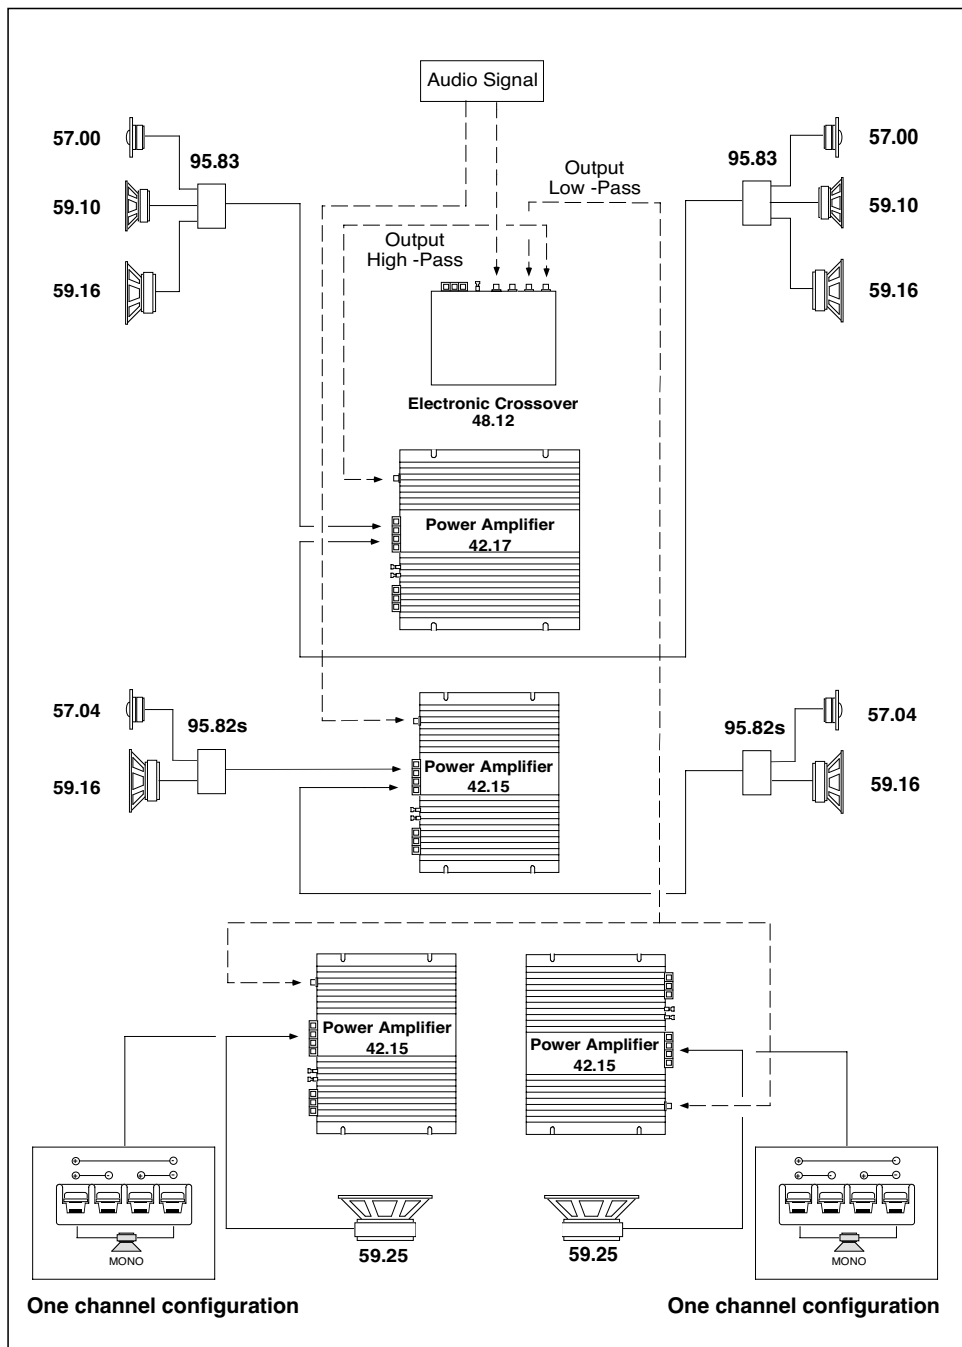 Audio Signal
57.00
95.83
59.10
59.16
Output
Low -Pass
95.83
57.00
59.10
59.16
Output
High -Pass
Electronic Crossover
48.12
Power Amplifier
42.17
57.04
95.82s
59.16
Power Amplifier
42.15
95.82s
57.04
59.16
Power Amplifier
42.15
Power Amplifier
42.15
+ -
+ - + -
MONO
59.25
59.25
+ -
+ - + -
MONO
One channel configuration
One channel configuration